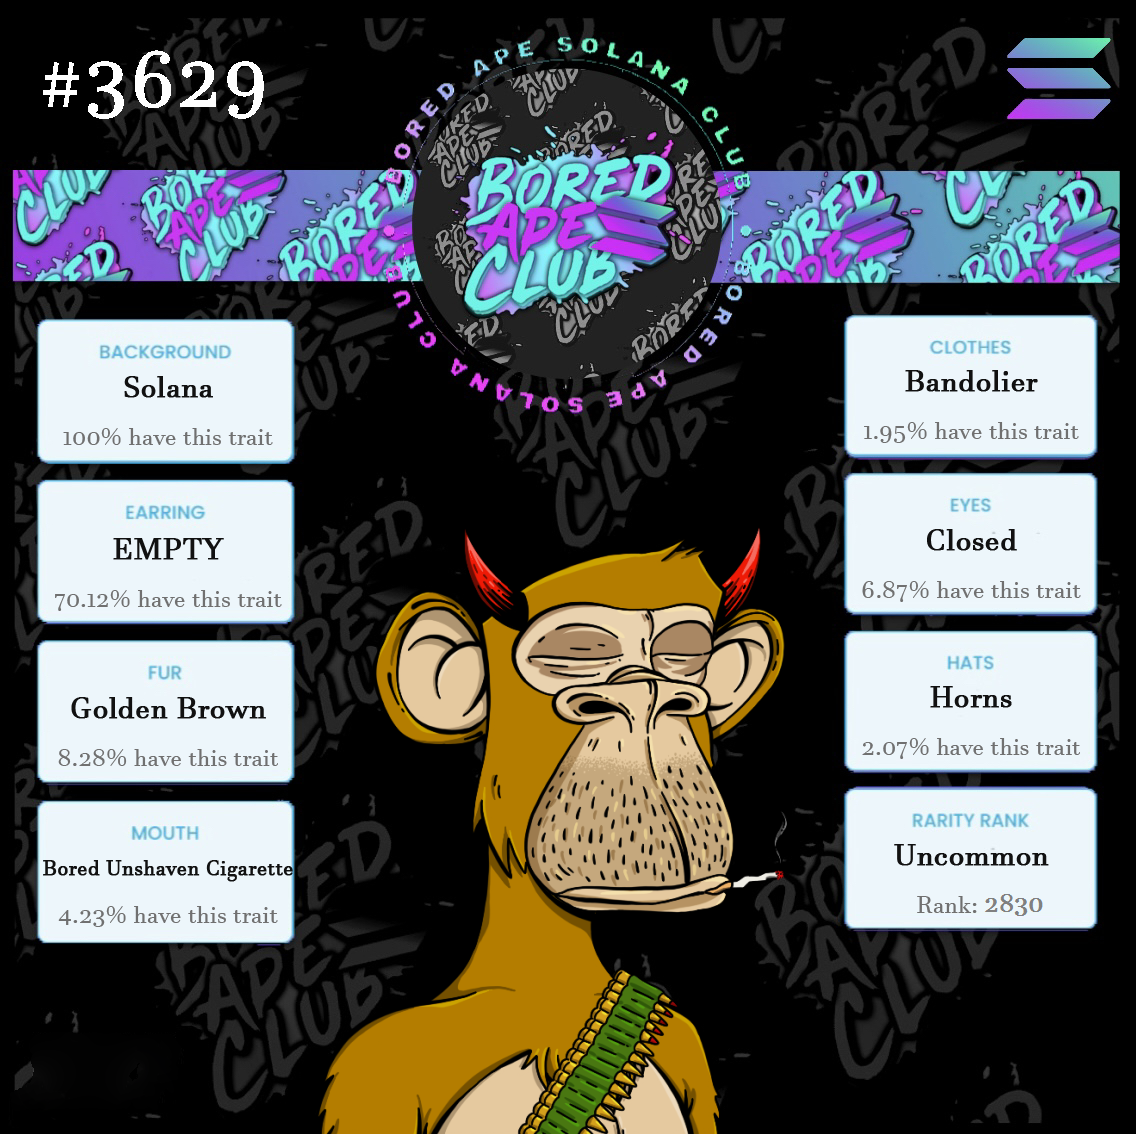 #3629
BORED APE SOLANA CLUB
BORED
APE
CLUB
BORED APE SOLANA CLUB
BACKGROUND
Solana
100% have this trait
EARRING
EMPTY
70.12% have this trait
FUR
Golden Brown
8.28% have this trait
MOUTH
Bored Unshaven Cigarette
4.23% have this trait
CLOTHES
Bandolier
1.95% have this trait
EYES
Closed
6.87% have this trait
HATS
Horns
2.07% have this trait
RARITY RANK
Uncommon
Rank: 2830